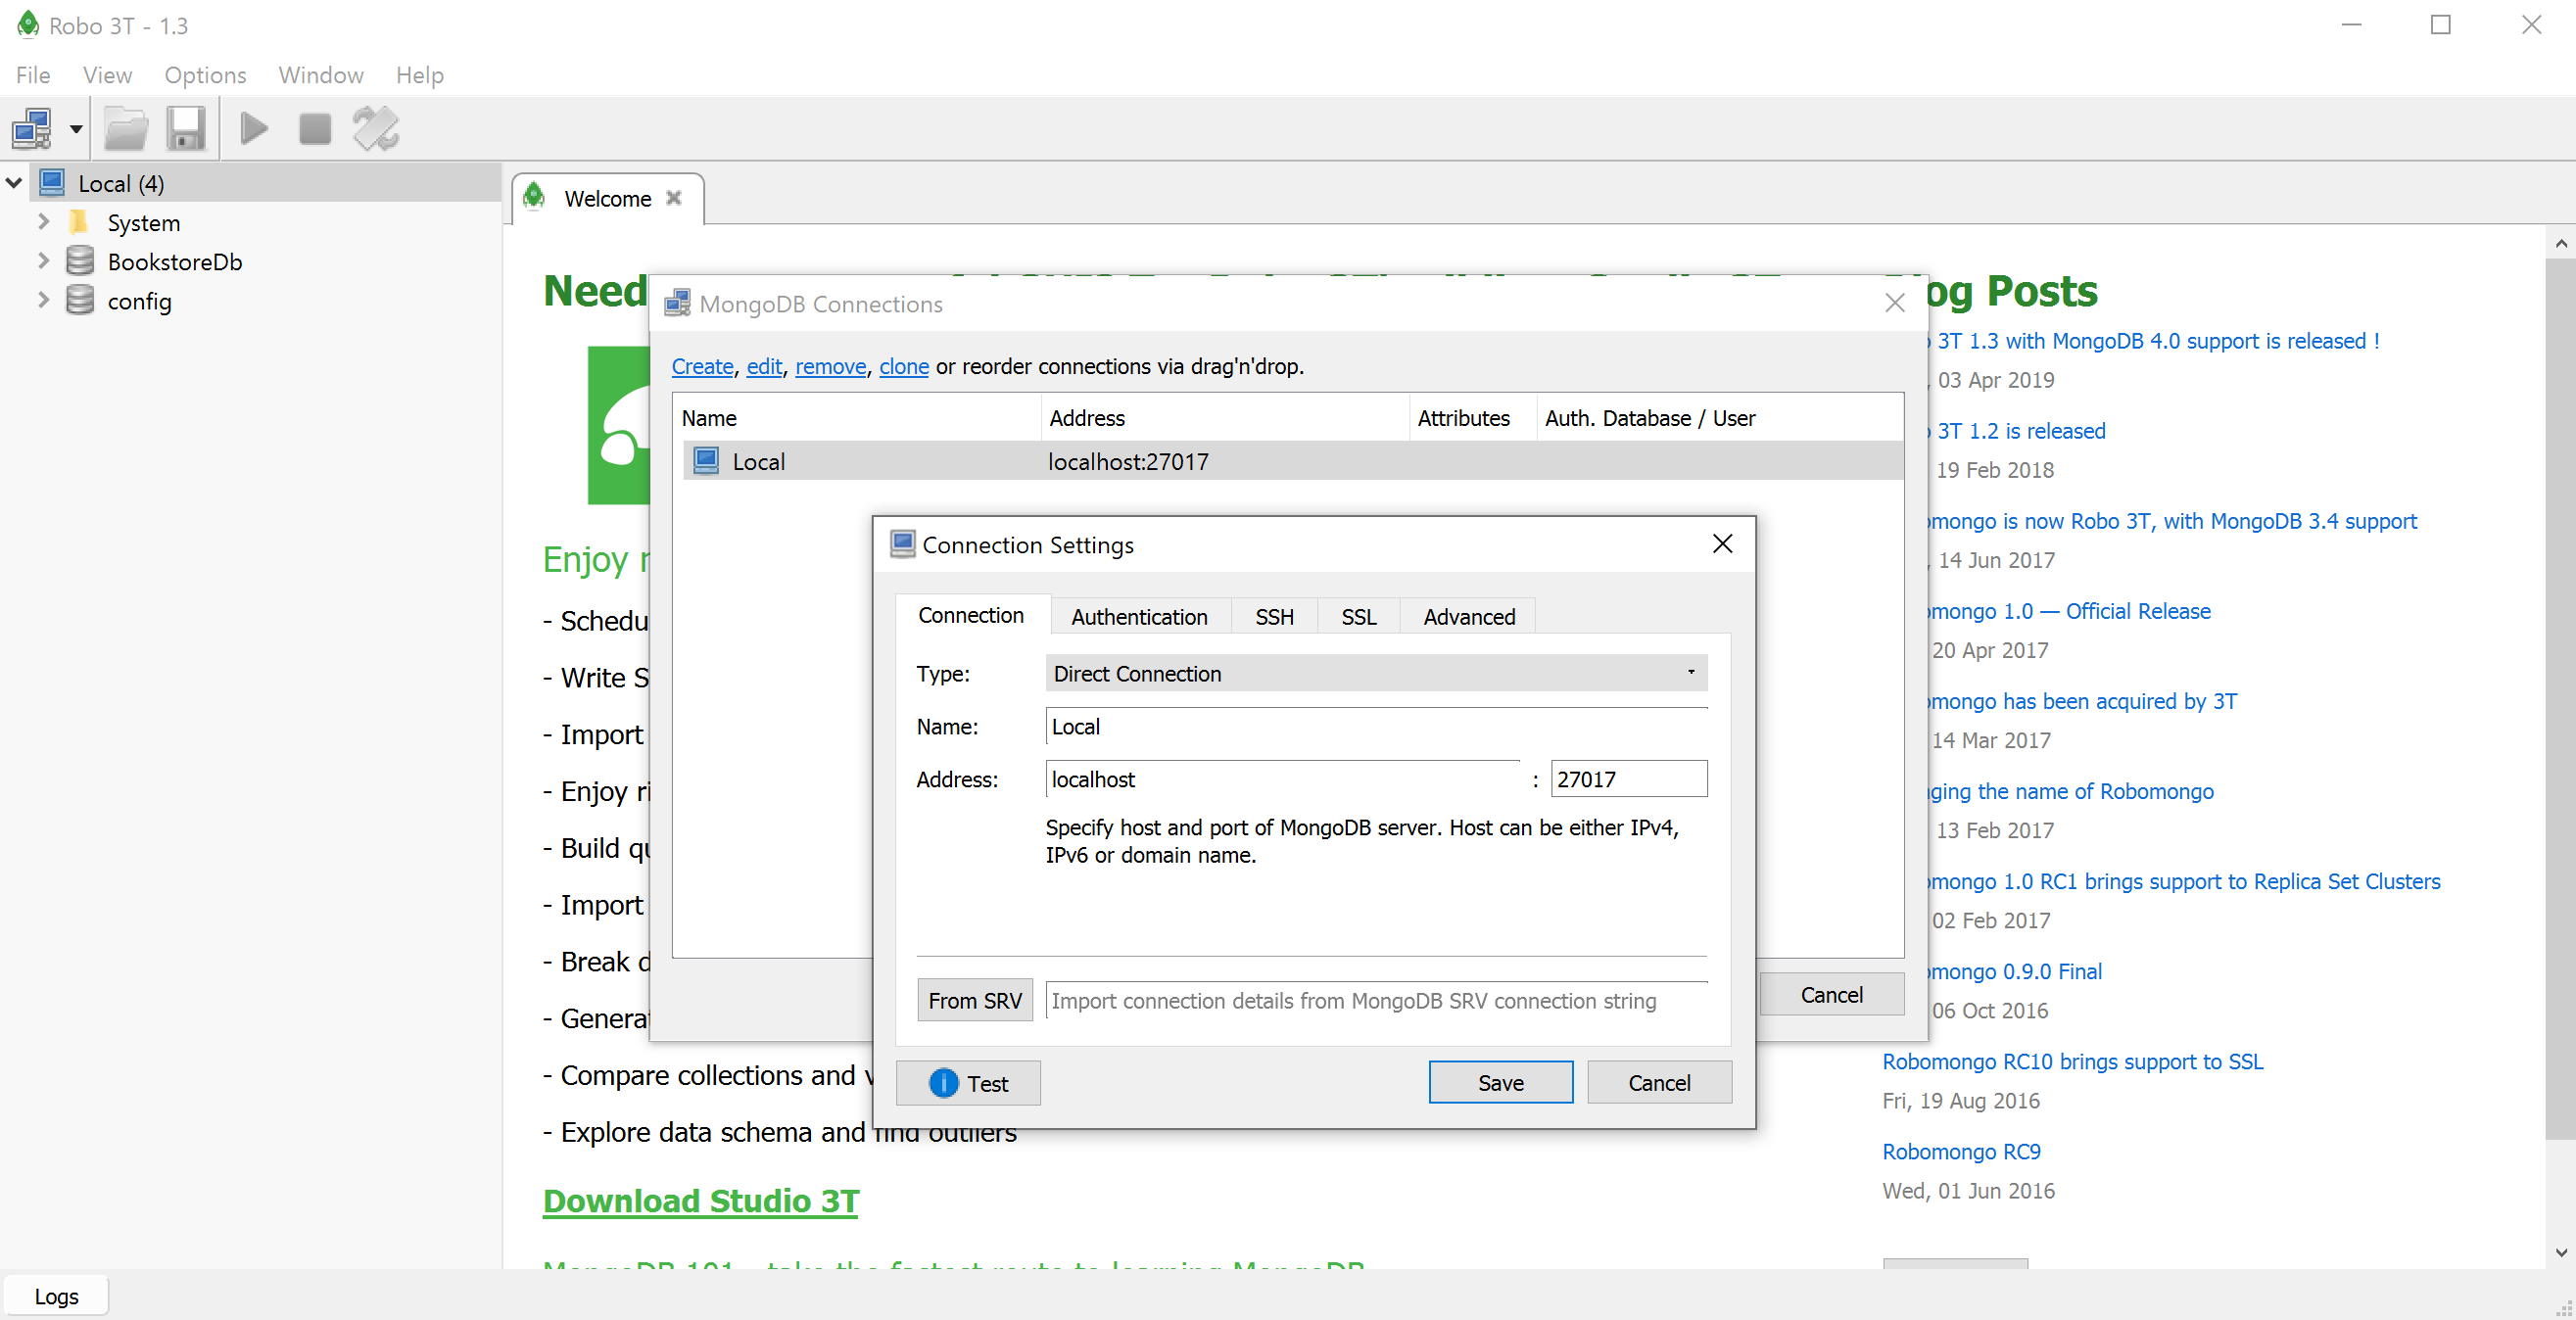 Robo 3T - 1.3
File View Options Window Help
Local (4)
System
BookstoreDb
config
Welcome
Need
og Posts
3T 1.3 with MongoDB 4.0 support is released !
03 Apr 2019
3T 1.2 is released
19 Feb 2018
mongo is now Robo 3T, with MongoDB 3.4 support
14 Jun 2017
mongo 1.0 — Official Release
20 Apr 2017
mongo has been acquired by 3T
14 Mar 2017
ging the name of Robomongo
13 Feb 2017
mongo 1.0 RC1 brings support to Replica Set Clusters
02 Feb 2017
mongo 0.9.0 Final
06 Oct 2016
Robomongo RC10 brings support to SSL
Fri, 19 Aug 2016
Robomongo RC9
Wed, 01 Jun 2016
MongoDB Connections
Create, edit, remove, clone or reorder connections via drag'n'drop.
Name Address Attributes Auth. Database / User
Local localhost:27017
Cancel
Connection Settings
Connection Authentication SSH SSL Advanced
Type: Direct Connection
Name: Local
Address: localhost : 27017
Specify host and port of MongoDB server. Host can be either IPv4,
IPv6 or domain name.
From SRV Import connection details from MongoDB SRV connection string
Test Save Cancel
Enjoy
- Schedu
- Write S
- Import
- Enjoy ri
- Build qu
- Import
- Break d
- Genera
- Compare collections and
- Explore data schema and find outliers
Download Studio 3T
MongoDB 101 - take the fastest route to learning MongoDB
Logs